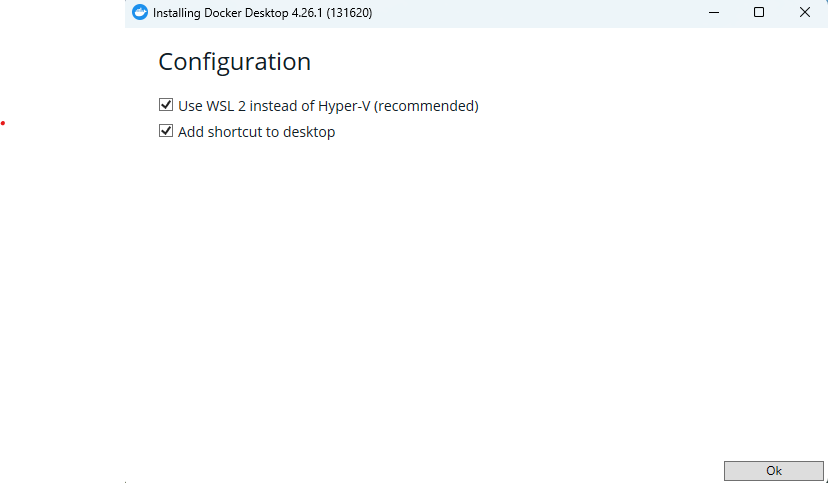 Installing Docker Desktop 4.26.1 (131620)
Configuration
Use WSL 2 instead of Hyper-V (recommended)
Add shortcut to desktop
Ok